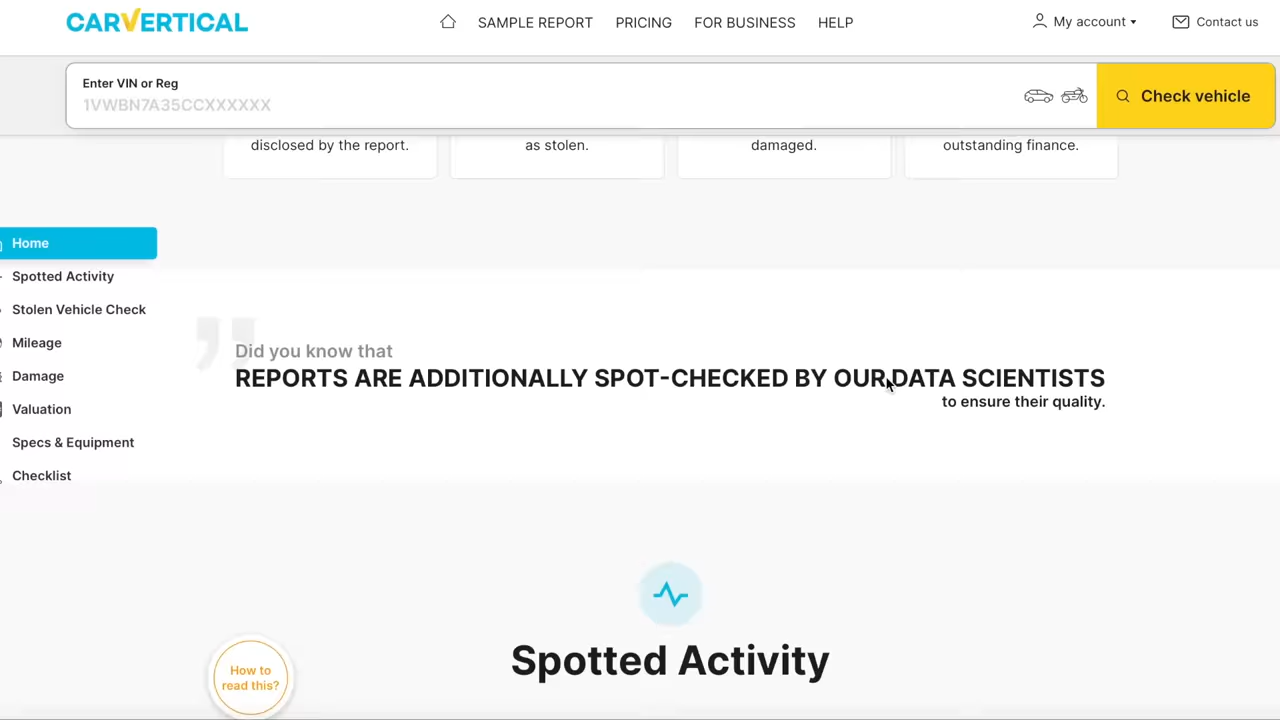 CARVERTICAL
SAMPLE REPORT
PRICING
FOR BUSINESS
HELP
My account
Contact us
Enter VIN or Reg
1VWBN7A35CCXXXXXX
Check vehicle
disclosed by the report.
as stolen.
damaged.
outstanding finance.
Home
Spotted Activity
Stolen Vehicle Check
Mileage
Damage
Valuation
Specs & Equipment
Checklist
Did you know that
REPORTS ARE ADDITIONALLY SPOT-CHECKED BY OUR DATA SCIENTISTS
to ensure their quality.
Spotted Activity
How to
read this?